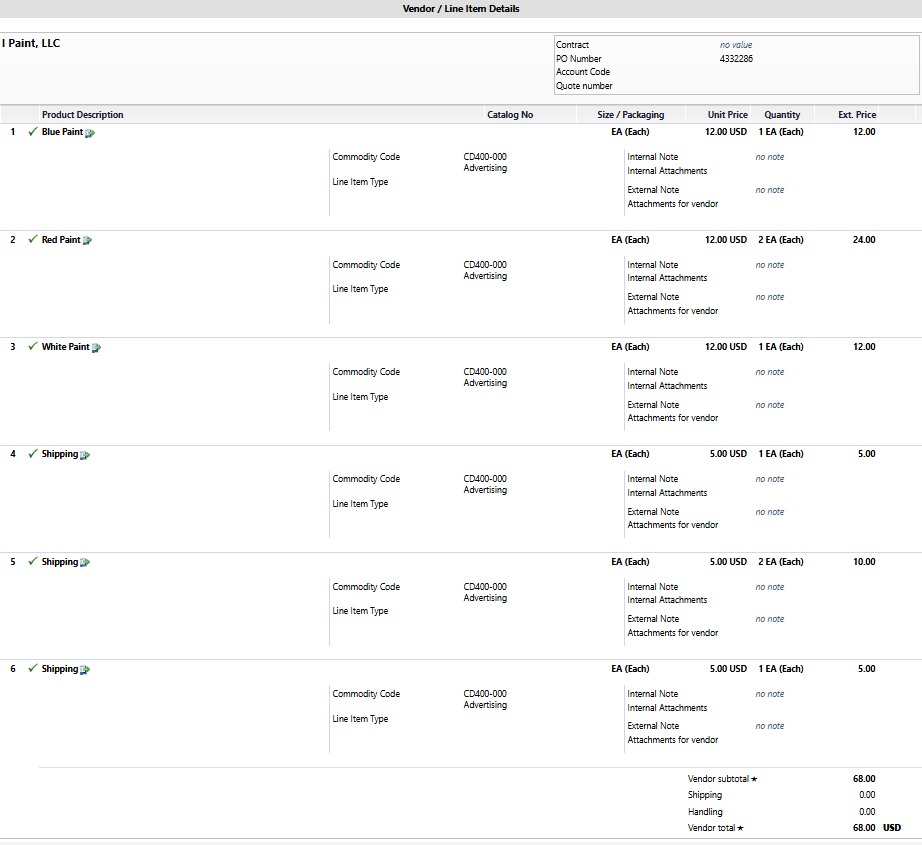 Vendor / Line Item Details
I Paint, LLC
Contract no value
PO Number 4332286
Account Code
Quote number
Product Description Catalog No Size / Packaging Unit Price Quantity Ext. Price
1 ✓ Blue Paint EA (Each) 12.00 USD 1 EA (Each) 12.00
Commodity Code CD400-000 Internal Note no note
Advertising Internal Attachments
Line Item Type
External Note no note
Attachments for vendor
2 ✓ Red Paint EA (Each) 12.00 USD 2 EA (Each) 24.00
Commodity Code CD400-000 Internal Note no note
Advertising Internal Attachments
Line Item Type
External Note no note
Attachments for vendor
3 ✓ White Paint EA (Each) 12.00 USD 1 EA (Each) 12.00
Commodity Code CD400-000 Internal Note no note
Advertising Internal Attachments
Line Item Type
External Note no note
Attachments for vendor
4 ✓ Shipping EA (Each) 5.00 USD 1 EA (Each) 5.00
Commodity Code CD400-000 Internal Note no note
Advertising Internal Attachments
Line Item Type
External Note no note
Attachments for vendor
5 ✓ Shipping EA (Each) 5.00 USD 2 EA (Each) 10.00
Commodity Code CD400-000 Internal Note no note
Advertising Internal Attachments
Line Item Type
External Note no note
Attachments for vendor
6 ✓ Shipping EA (Each) 5.00 USD 1 EA (Each) 5.00
Commodity Code CD400-000 Internal Note no note
Advertising Internal Attachments
Line Item Type
External Note no note
Attachments for vendor
Vendor subtotal ★ 68.00
Shipping 0.00
Handling 0.00
Vendor total ★ 68.00 USD